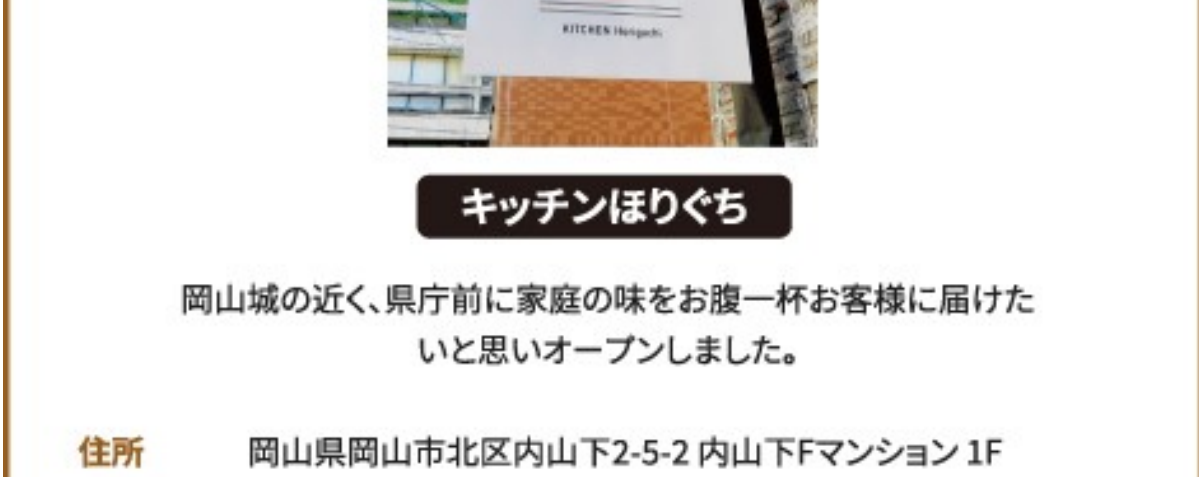 KITCHEN Horiguchi
キッチンほりぐち
岡山城の近く、県庁前に家庭の味をお腹一杯お客様に届けた
いと思いオープンしました。
住所 岡山県岡山市北区内山下2-5-2 内山下Fマンション 1F